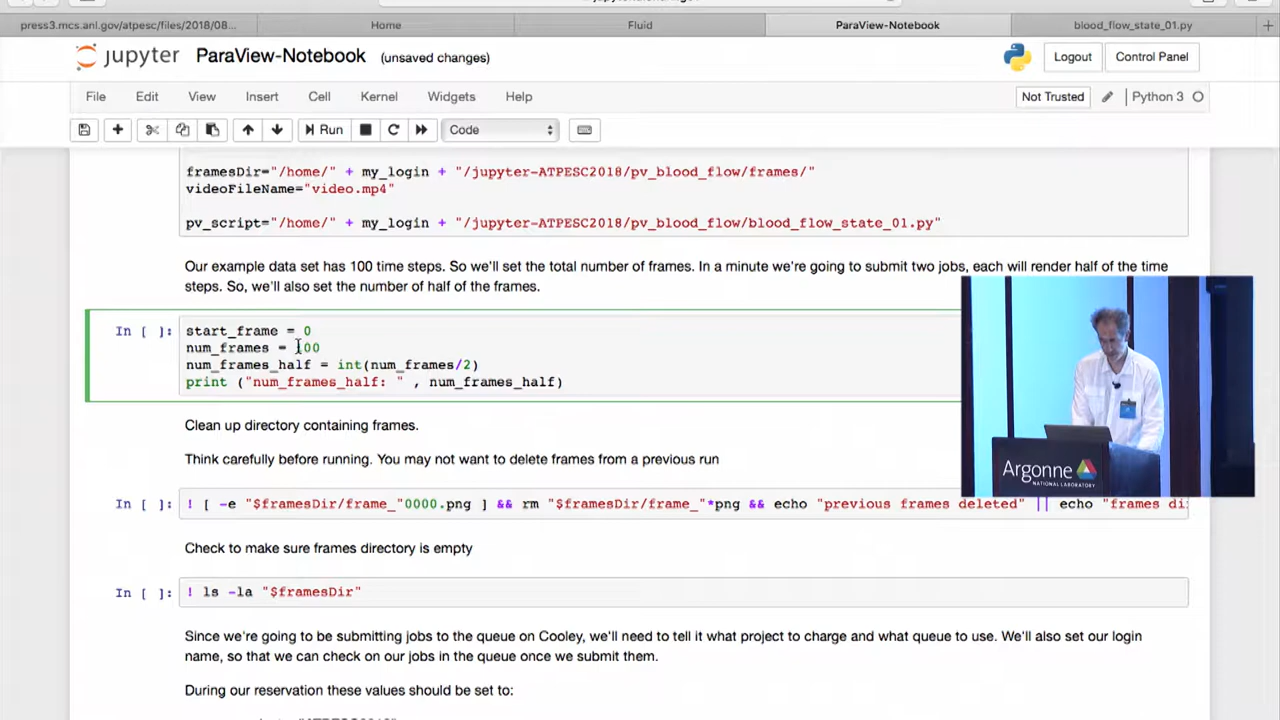 press3.mcs.anl.gov/atpesc/files/2018/08... Home Fluid ParaView-Notebook blood_flow_state_01.py
jupyter ParaView-Notebook (unsaved changes) Logout Control Panel
File Edit View Insert Cell Kernel Widgets Help Not Trusted Python 3
Run Code
framesDir="/home/" + my_login + "/jupyter-ATPESC2018/pv_blood_flow/frames/"
videoFileName="video.mp4"
pv_script="/home/" + my_login + "/jupyter-ATPESC2018/pv_blood_flow/blood_flow_state_01.py"
Our example data set has 100 time steps. So we'll set the total number of frames. In a minute we're going to submit two jobs, each will render half of the time
steps. So, we'll also set the number of half of the frames.
In [ ]: start_frame = 0
num_frames = 100
num_frames_half = int(num_frames/2)
print ("num_frames_half: " , num_frames_half)
Clean up directory containing frames.
Think carefully before running. You may not want to delete frames from a previous run
In [ ]: ! [ -e "$framesDir/frame_"0000.png ] && rm "$framesDir/frame_"*png && echo "previous frames deleted" || echo "frames di
Check to make sure frames directory is empty
In [ ]: ! ls -la "$framesDir"
Since we're going to be submitting jobs to the queue on Cooley, we'll need to tell it what project to charge and what queue to use. We'll also set our login
name, so that we can check on our jobs in the queue once we submit them.
During our reservation these values should be set to:
Argonne
NATIONAL LABORATORY